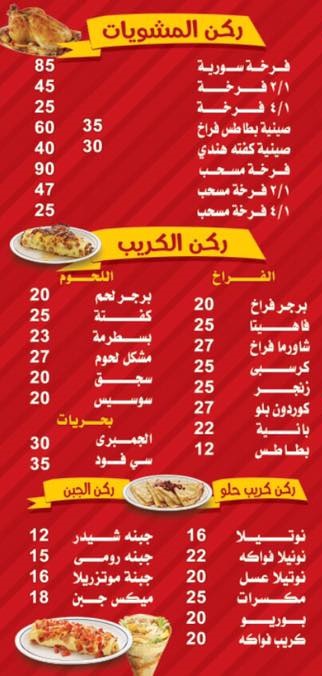 ركن المشويات
فرخة سورية 85
١/٢ فرخة 45
١/٤ فرخة 25
صينية بطاطس فراخ 35 60
صينية كفته هندي 30 40
فرخة مسحب 90
١/٢ فرخة مسحب 47
١/٤ فرخة مسحب 25
ركن الكريب
الفراخ
برجر فراخ 20
فاهيتا 25
شاورما فراخ 27
كرسبى 25
زنجر 25
كوردون بلو 27
بانية 22
بطاطس 12
اللحوم
برجر لحم 20
كفتة 25
بسطرمة 23
مشكل لحوم 27
سجق 20
سوسيس 20
بحريات
الجمبرى 30
سي فود 35
ركن كريب حلو
نوتيلا 16
نوتيلا فواكه 22
نوتيلا عسل 20
مكسرات 25
بوريو 20
كريب فواكه 20
ركن الجبن
جبنه شيدر 12
جبنه رومى 15
جبنة موتزريلا 16
ميكس جبن 18